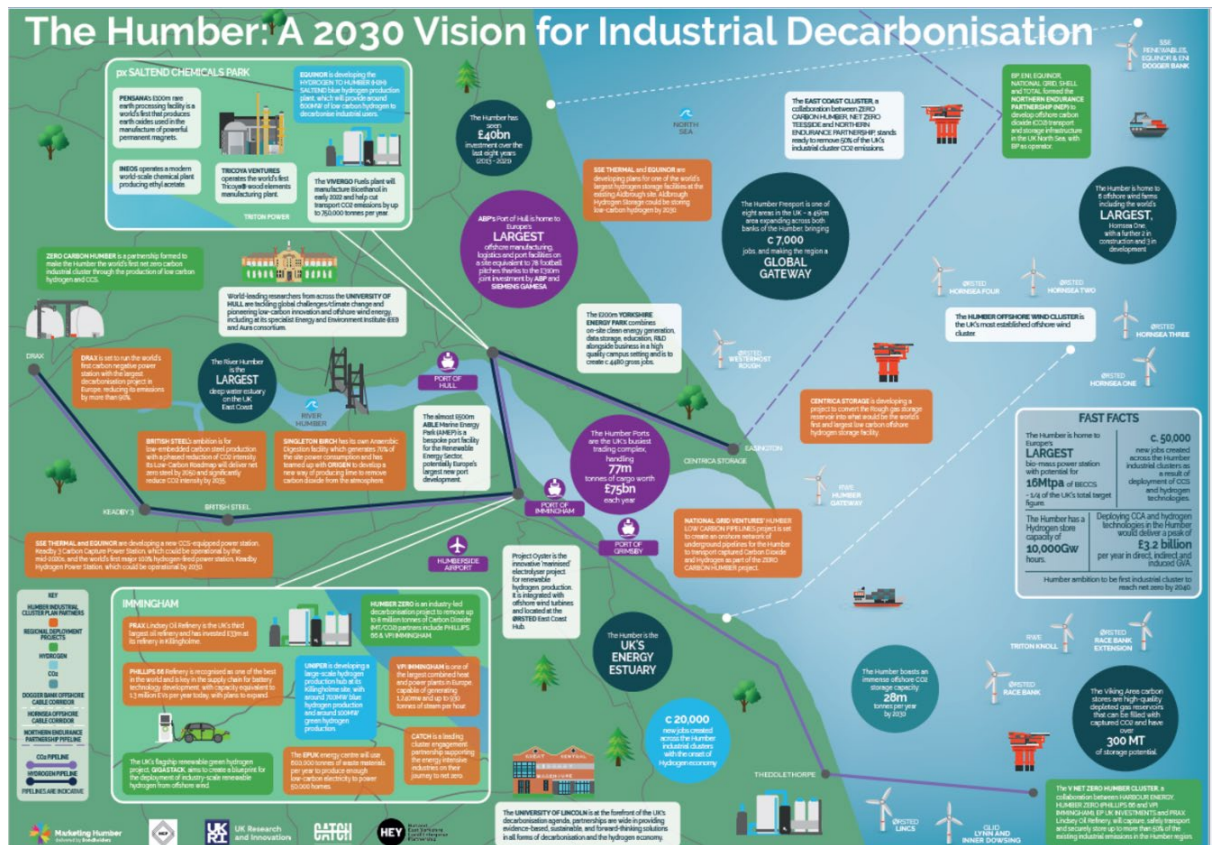 The Humber: A 2030 Vision for Industrial Decarbonisation
px SALTEND CHEMICALS PARK
PENSANA's £100m rare
earth processing facility is a
world's first that produces
earth oxides used in the
manufacture of powerful
permanent magnets.
INEOS operates a modern
world-scale chemical plant
producing ethyl acetate.
EQUINOR is developing the
HYDROGEN TO HUMBER (H2H)
SALTEND blue hydrogen production
plant, which will provide around
600MW of low-carbon hydrogen to
decarbonise industrial users.
TRICOYA VENTURES
operates the world's first
Tricoya® wood elements
manufacturing plant.
TRITON POWER
The VIVERGO Fuels plant will
manufacture Bioethanol in
early 2022 and help cut
transport CO2 emissions by up
to 750,000 tonnes per year.
The Humber has
seen
£40bn
investment over the
last eight years
(2013 - 2021)
NORTH
SEA
THE EAST COAST CLUSTER, a
collaboration between ZERO
CARBON HUMBER, NET ZERO
TEESSIDE and NORTHERN
ENDURANCE PARTNERSHIP, stands
ready to remove 50% of the UK's
industrial cluster CO2 emissions.
BP, ENI, EQUINOR,
NATIONAL GRID, SHELL
and TOTAL formed the
NORTHERN ENDURANCE
PARTNERSHIP (NEP) to
develop offshore carbon
dioxide (CO2) transport
and storage infrastructure
in the UK North Sea, with
BP as operator.
SSE
RENEWABLES,
EQUINOR & ENI
DOGGER BANK
SSE THERMAL and EQUINOR are
developing plans for one of the world's
largest hydrogen storage facilities at the
existing Aldbrough site. Aldbrough
Hydrogen Storage could be storing
low-carbon hydrogen by 2030
The Humber Freeport is one of
eight areas in the UK – a 45km
area expanding across both
banks of the Humber, bringing
c 7,000
jobs, and making the region a
GLOBAL
GATEWAY
The Humber is home to
6 offshore wind farms
including the world's
LARGEST,
Hornsea One,
with a further 2 in
construction and 3 in
development
ABP's Port of Hull is home to
Europe's
LARGEST
offshore manufacturing,
logistics and port facilities on
a site equivalent to 78 football
pitches thanks to the £310m
joint investment by ABP and
SIEMENS GAMESA
ZERO CARBON HUMBER is a partnership formed to
make the Humber the world's first net zero carbon
industrial cluster through the production of low carbon
hydrogen and CCS.
World-leading researchers from across the UNIVERSITY OF
HULL are tackling global challenges/climate change and
pioneering low-carbon innovation and offshore wind energy,
including at its specialist Energy and Environment Institute (EEI)
and Aura consortium.
ØRSTED
HORNSEA FOUR
ØRSTED
HORNSEA TWO
THE HUMBER OFFSHORE WIND CLUSTER is
the UK's most established offshore wind
cluster.
ØRSTED
HORNSEA THREE
ØRSTED
HORNSEA ONE
The £200m YORKSHIRE
ENERGY PARK combines
on-site clean energy generation,
data storage, education, R&D
alongside business in a high
quality campus setting and is to
create c.4480 gross jobs.
ØRSTED
WESTERMOST
ROUGH
DRAX
DRAX is set to run the world's
first carbon negative power
station with the largest
decarbonisation project in
Europe: reducing its emissions
by more than 90%.
The River Humber
is the
LARGEST
deep water estuary
on the UK
East Coast
RIVER
HUMBER
PORT OF
HULL
CENTRICA STORAGE is developing a
project to convert the Rough gas storage
reservoir into what would be the world's
first and largest low carbon offshore
hydrogen storage facility.
BRITISH STEEL's ambition is for
low-embedded carbon steel production
with a phased reduction of CO2 intensity.
Its Low-Carbon Roadmap will deliver net
zero steel by 2050 and significantly
reduce CO2 intensity by 2035.
SINGLETON BIRCH has its own Anaerobic
Digestion facility which generates 70% of
the site power consumption and has
teamed up with ORIGEN to develop a
new way of producing lime to remove
carbon dioxide from the atmosphere.
The almost £500m
ABLE Marine Energy
Park (AMEP) is a
bespoke port facility
for the Renewable
Energy Sector,
potentially Europe's
largest new port
development.
The Humber Ports
are the UK's busiest
trading complex,
handling
77m
tonnes of cargo worth
£75bn
each year
EASINGTON
CENTRICA STORAGE
RWE
HUMBER
GATEWAY
FAST FACTS
The Humber is home to
Europe's
LARGEST
bio-mass power station
with potential for
16Mtpa of BECCS
- 1/4 of the UK's total target
figure.
c. 50,000
new jobs created
across the Humber
industrial clusters as
a result of
deployment of CCS
and hydrogen
technologies.
The Humber has a
Hydrogen store
capacity of
10,000Gw
hours.
Deploying CCA and hydrogen
technologies in the Humber
would deliver a peak of
£3.2 billion
per year in direct, indirect and
induced GVA.
Humber ambition to be first industrial cluster to
reach net zero by 2040.
KEADBY 3
BRITISH STEEL
PORT OF
IMMINGHAM
PORT OF
GRIMSBY
HUMBERSIDE
AIRPORT
SSE THERMAL and EQUINOR are developing a new CCS-equipped power station.
Keadby 3 Carbon Capture Power Station, which could be operational by the
mid-2020s, and the world's first major 100% hydrogen-fired power station, Keadby
Hydrogen Power Station, which could be operational by 2030.
NATIONAL GRID VENTURES' HUMBER
LOW CARBON PIPELINES project is set
to create an onshore network of
underground pipelines for the Humber
to transport captured Carbon Dioxide
and Hydrogen as part of the ZERO
CARBON HUMBER project.
Project Oyster is the
innovative 'marinised'
electrolyser project
for renewable
hydrogen production.
It is integrated with
offshore wind turbines
and located at the
ØRSTED East Coast
Hub.
KEY
HUMBER INDUSTRIAL
CLUSTER PLAN PARTNERS
REGIONAL DEPLOYMENT
PROJECTS
HYDROGEN
CO2
DOGGER BANK OFFSHORE
CABLE CORRIDOR
HORNSEA OFFSHORE
CABLE CORRIDOR
NORTHERN ENDURANCE
PARTNERSHIP PIPELINE
CO2 PIPELINE
HYDROGEN PIPELINE
PIPELINES ARE INDICATIVE
IMMINGHAM
PRAX Lindsey Oil Refinery is the UK's third
largest oil refinery and has invested £33m at
its refinery in Killingholme.
HUMBER ZERO is an industry led
decarbonisation project to remove up
to 8 million tonnes of Carbon Dioxide
(MT/CO2) partners include PHILLIPS
66 & VPI IMMINGHAM.
PHILLIPS 66 Refinery is recognised as one of the best
in the world and is key in the supply chain for battery
technology development, with capacity equivalent to
1.3 million EVs per year today, with plans to expand.
UNIPER is developing a
large-scale hydrogen
production hub at its
Killingholme site, with
around 720MW blue
hydrogen production
and around 100MW
green hydrogen
production.
VPI IMMINGHAM is one of
the largest combined heat
and power plants in Europe,
capable of generating
1,240mw and up to 930
tonnes of steam per hour.
CATCH is a leading
cluster engagement
partnership supporting
the energy intensive
industries on their
journey to net zero.
The UK's flagship renewable green hydrogen
project, GIGASTACK, aims to create a blueprint for
the deployment of industry-scale renewable
hydrogen from offshore wind.
The EPUK energy centre will use
600,000 tonnes of waste materials
per year to produce enough
low-carbon electricity to power
50,000 homes.
The Humber is the
UK'S
ENERGY
ESTUARY
c 20,000
new jobs created
across the Humber
industrial clusters
with the onset of
Hydrogen economy
The Humber boasts an
immense offshore CO2
storage capacity
28m
tonnes per year
by 2030
RWE
TRITON KNOLL
ØRSTED
RACE BANK
EXTENSION
ØRSTED
RACE BANK
The Viking Area carbon
stores are high-quality
depleted gas reservoirs
that can be filled with
captured CO2 and have
over
300 MT
of storage potential.
THEDDLETHORPE
The UNIVERSITY OF LINCOLN is at the forefront of the UK's
decarbonisation agenda, partnerships are wide in providing
evidence-based, sustainable, and forward-thinking solutions
in all forms of decarbonisation and the hydrogen economy.
ØRSTED
LINCS
GLID
LYNN AND
INNER DOWSING
The V NET ZERO HUMBER CLUSTER, a
collaboration between HARBOUR ENERGY,
HUMBER ZERO (PHILLIPS 66 and VPI
IMMINGHAM), EP UK INVESTMENTS and PRAX
Lindsey Oil Refinery, will capture, safely transport
and securely store up to more than 50% of the
existing industrial emissions in the Humber region.
Marketing Humber
UKRI
UK Research
and Innovation
CATCH
HEY